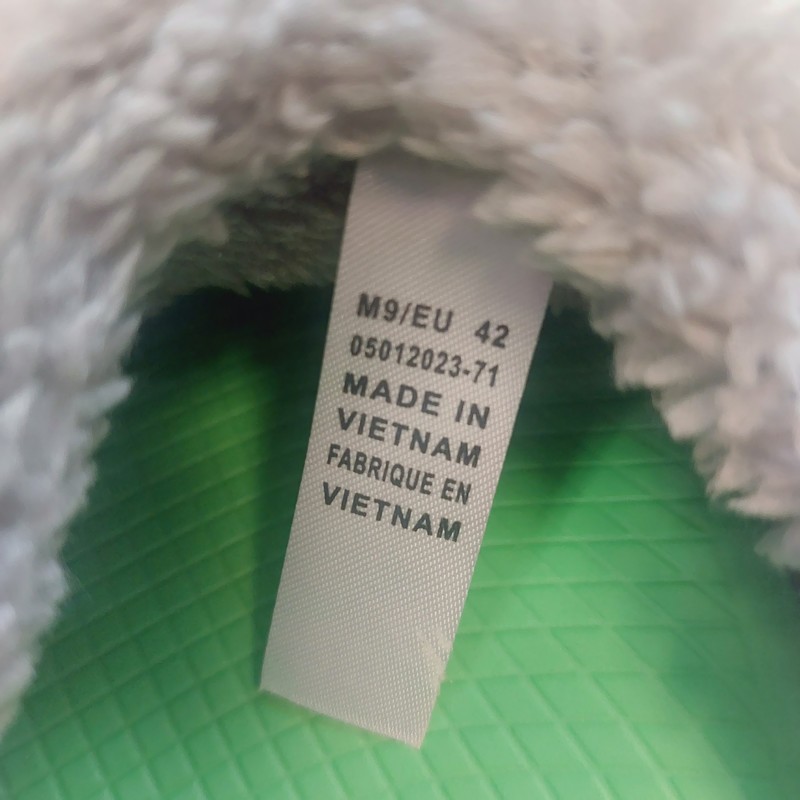 M9/EU 42
05012023-71
MADE IN
VIETNAM
FABRIQUE EN
VIETNAM